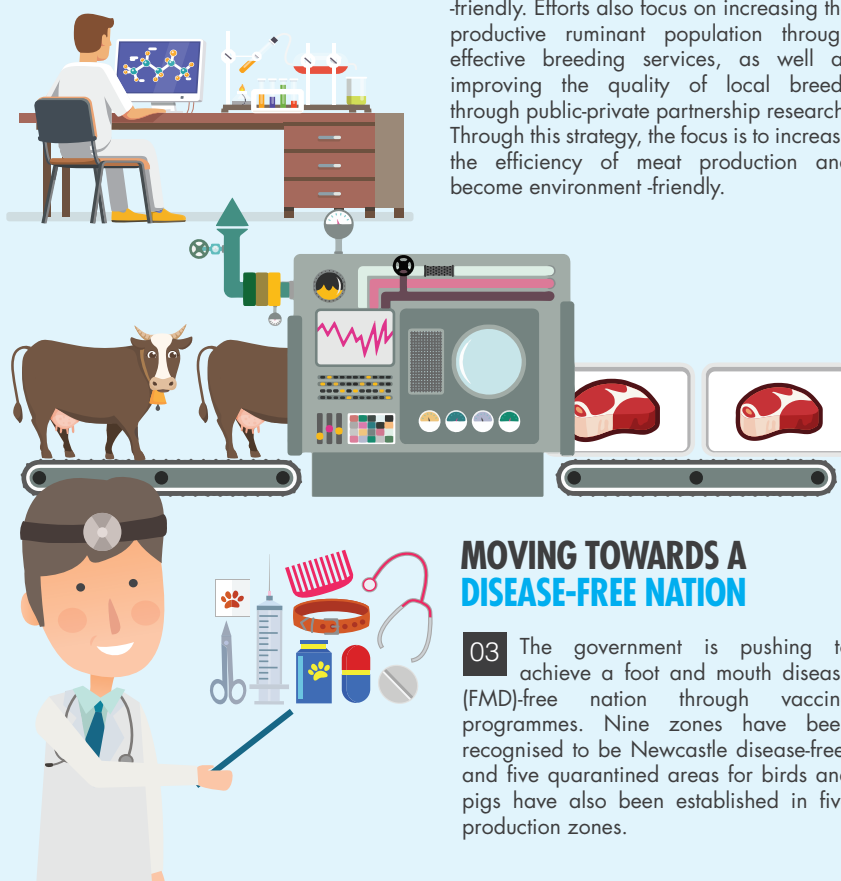 -friendly. Efforts also focus on increasing th
productive ruminant population throug
effective breeding services, as well a
improving the quality of local breed
through public-private partnership research
Through this strategy, the focus is to increas
the efficiency of meat production an
become environment -friendly.
MOVING TOWARDS A
DISEASE-FREE NATION
03 The government is pushing t
achieve a foot and mouth diseas
(FMD)-free nation through vaccin
programmes. Nine zones have bee
recognised to be Newcastle disease-free
and five quarantined areas for birds an
pigs have also been established in fiv
production zones.